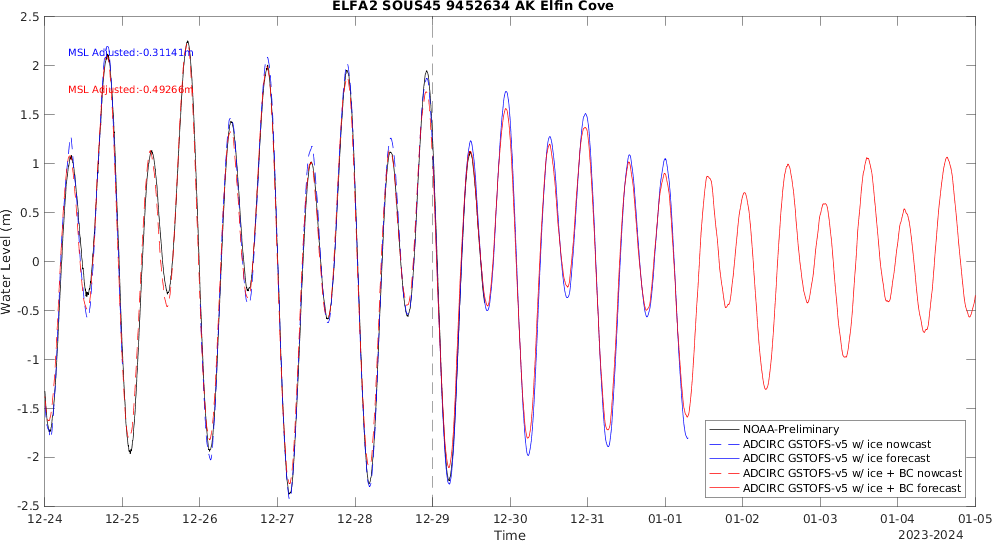 ELFA2 SOUS45 9452634 AK Elfin Cove
2.5
2
1.5
1
0.5
0
-0.5
-1
-1.5
-2
-2.5
Water Level (m)
MSL Adjusted:-0.31141m
MSL Adjusted:-0.49266m
NOAA-Preliminary
ADCIRC GSTOFS-v5 w/ ice nowcast
ADCIRC GSTOFS-v5 w/ ice forecast
ADCIRC GSTOFS-v5 w/ ice + BC nowcast
ADCIRC GSTOFS-v5 w/ ice + BC forecast
12-24 12-25 12-26 12-27 12-28 12-29 12-30 12-31 01-01 01-02 01-03 01-04 01-05
Time
2023-2024